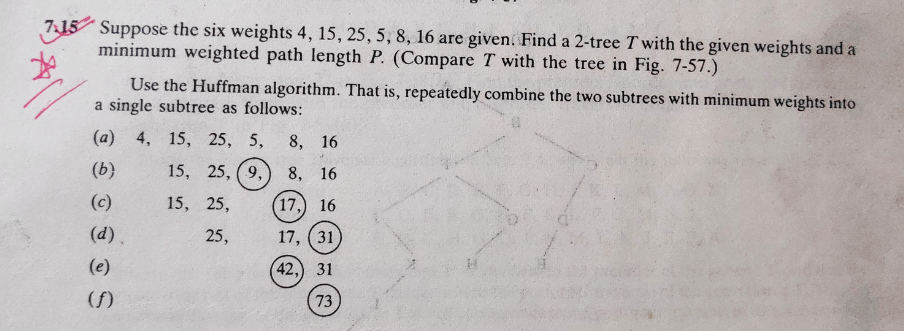 7.15 Suppose the six weights 4, 15, 25, 5, 8, 16 are given. Find a 2-tree T with the given weights and a
minimum weighted path length P. (Compare T with the tree in Fig. 7-57.)
Use the Huffman algorithm. That is, repeatedly combine the two subtrees with minimum weights into
a single subtree as follows:
(a) 4, 15, 25, 5, 8, 16
(b) 15, 25, 9, 8, 16
(c) 15, 25, 17, 16
(d) 25, 17, 31
(e) 42, 31
(f) 73